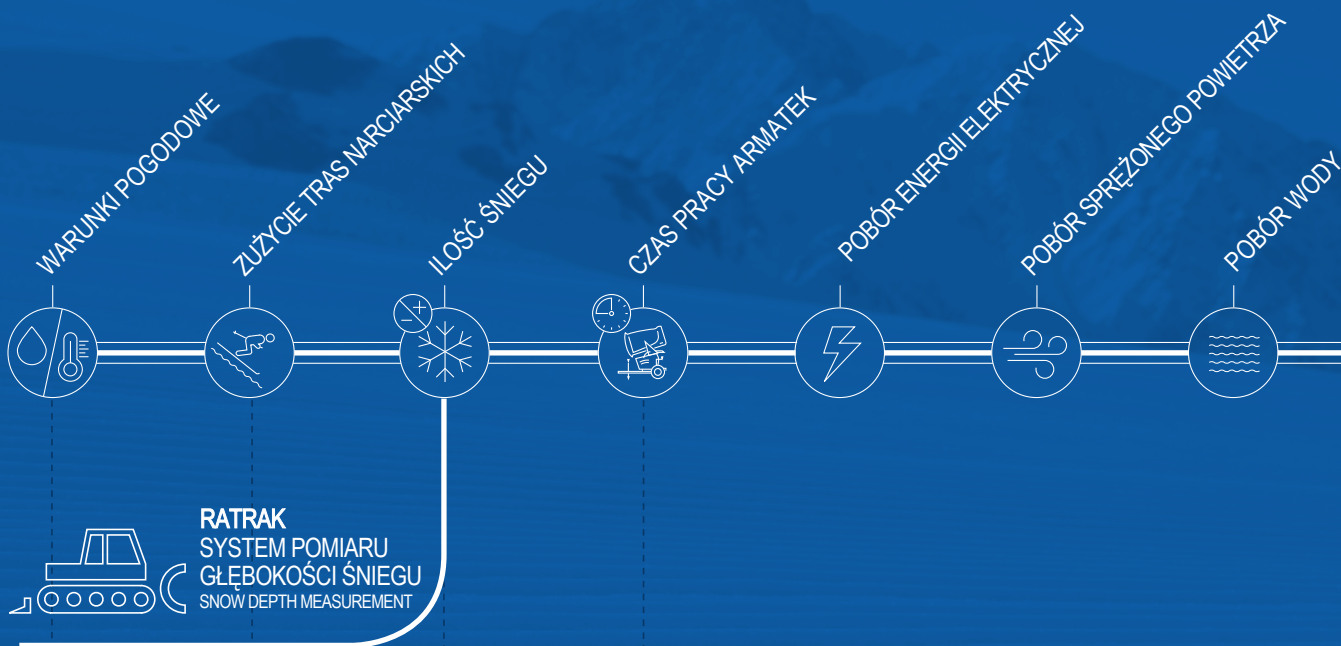 WARUNKI POGODOWE
ZUŻYCIE TRAS NARCIARSKICH
ILOŚĆ ŚNIEGU
CZAS PRACY ARMATEK
POBÓR ENERGII ELEKTRYCZNEJ
POBÓR SPRĘŻONEGO POWIETRZA
POBÓR WODY
RATRAK
SYSTEM POMIARU
GŁĘBOKOŚCI ŚNIEGU
SNOW DEPTH MEASUREMENT